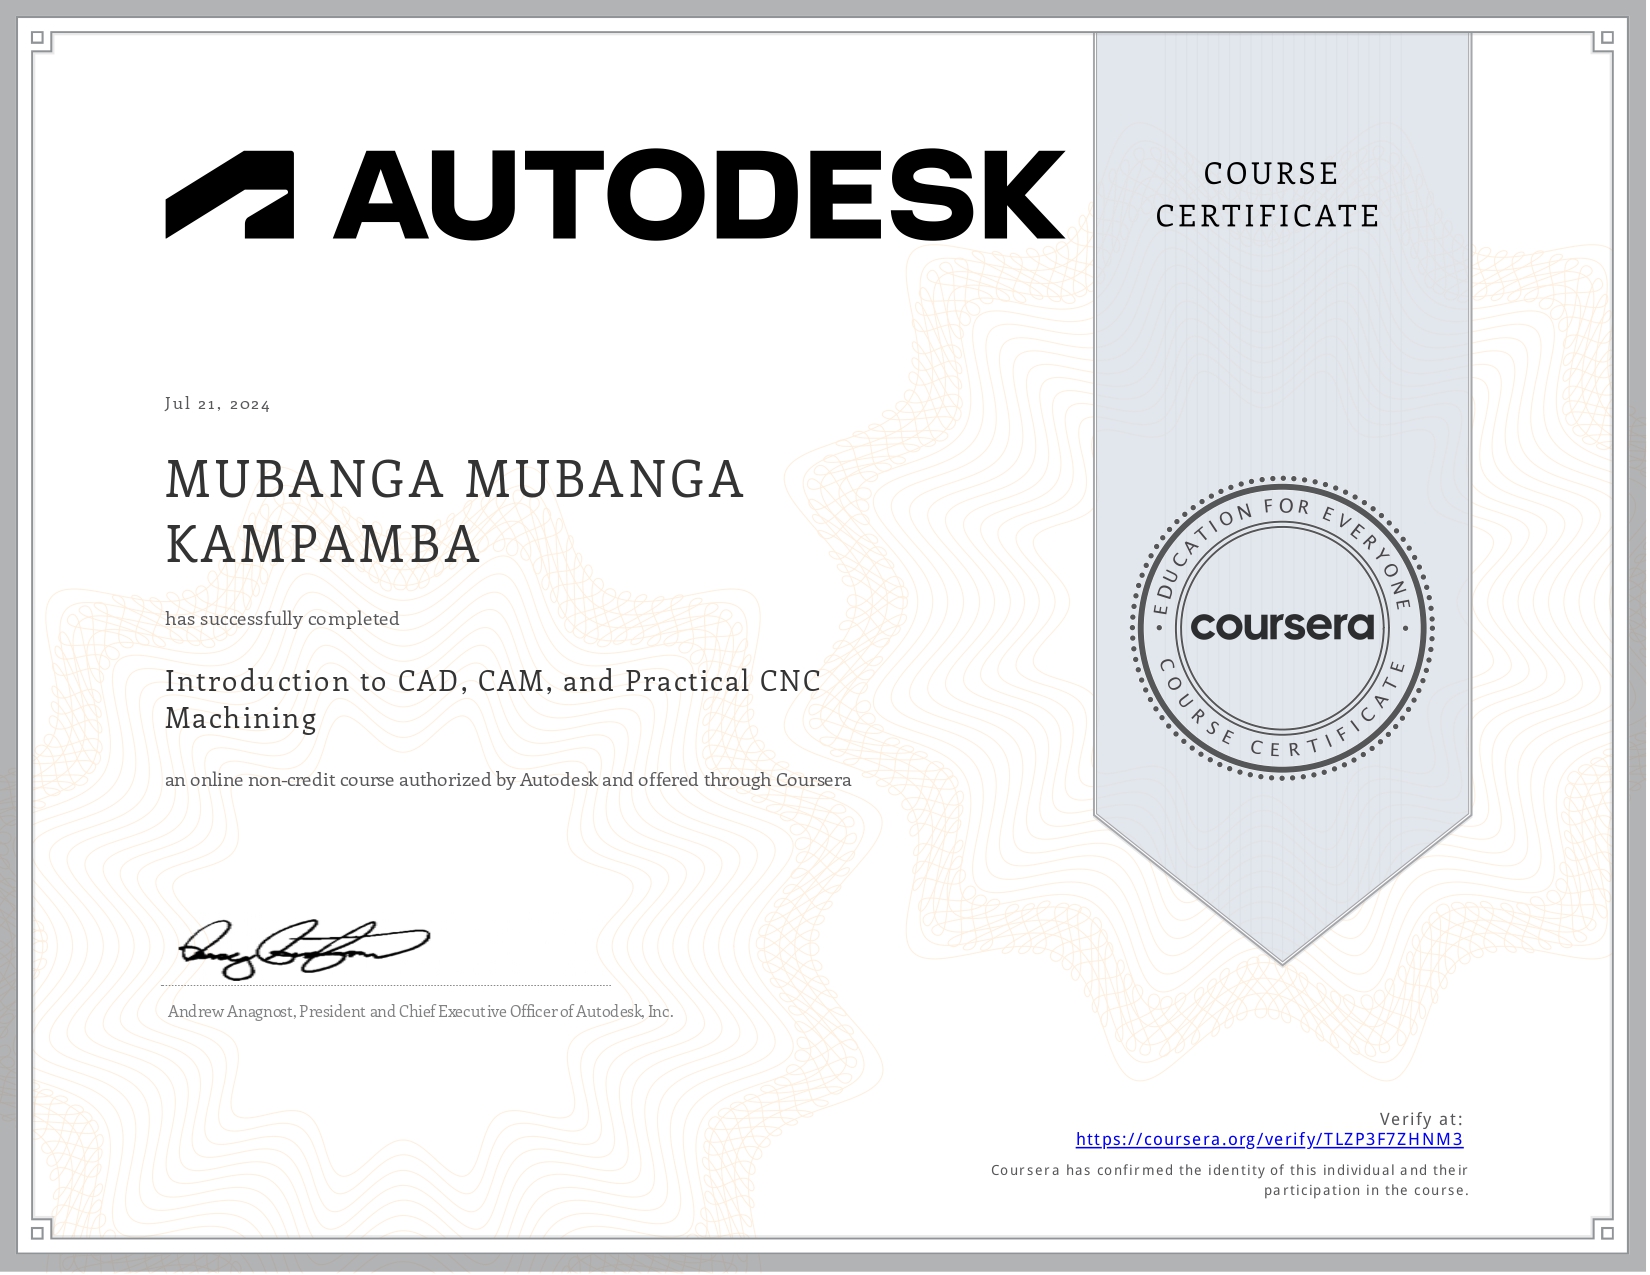 AUTODESK
COURSE
CERTIFICATE
Jul 21, 2024
MUBANGA MUBANGA
KAMPAMBA
has successfully completed
Introduction to CAD, CAM, and Practical CNC
Machining
an online non-credit course authorized by Autodesk and offered through Coursera
EDUCATION FOR EVERYONE
coursera
COURSE CERTIFICATE
Andrew Anagnost, President and Chief Executive Officer of Autodesk, Inc.
Verify at:
https://coursera.org/verify/TLZP3F7ZHNM3
Coursera has confirmed the identity of this individual and their
participation in the course.